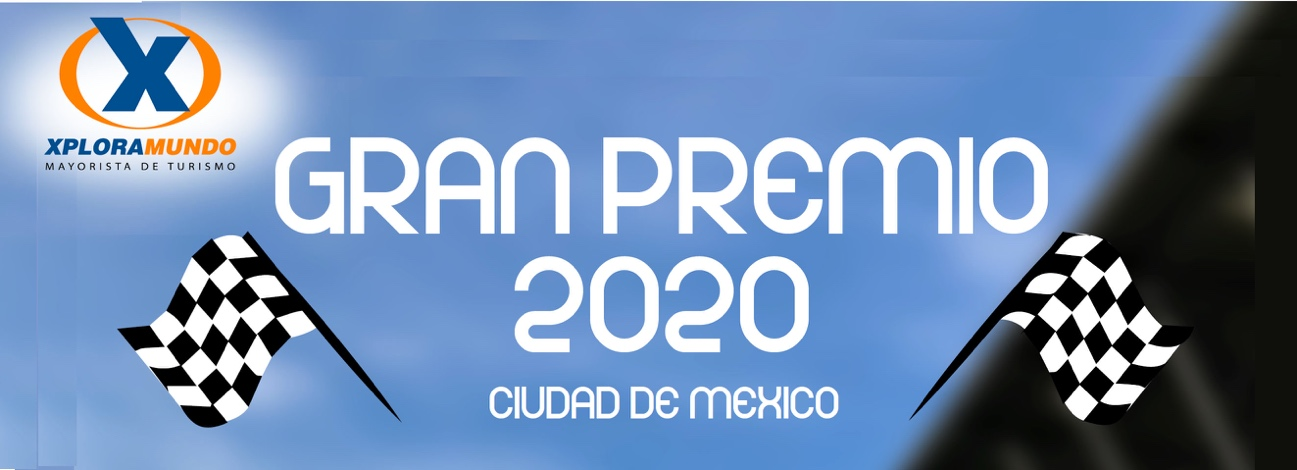 X
XPLORAMUNDO
MAYORISTA DE TURISMO
GRAN PREMIO
2020
CIUDAD DE MEXICO